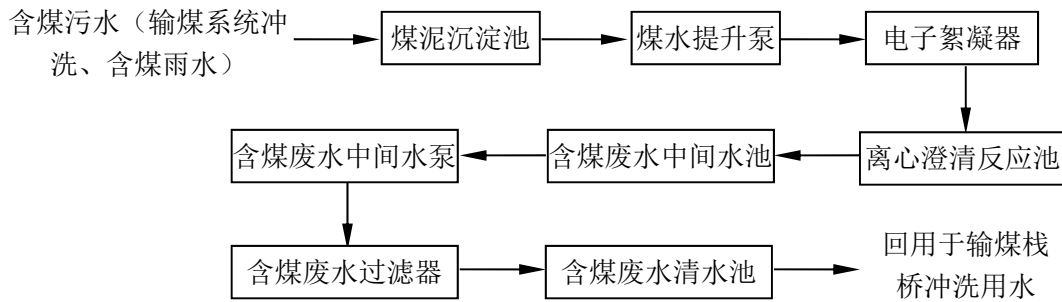 含煤污水（输煤系统冲
洗、含煤雨水）
煤泥沉淀池
煤水提升泵
电子絮凝器
离心澄清反应池
含煤废水中间水池
含煤废水中间水泵
含煤废水过滤器
含煤废水清水池
回用于输煤栈
桥冲洗用水